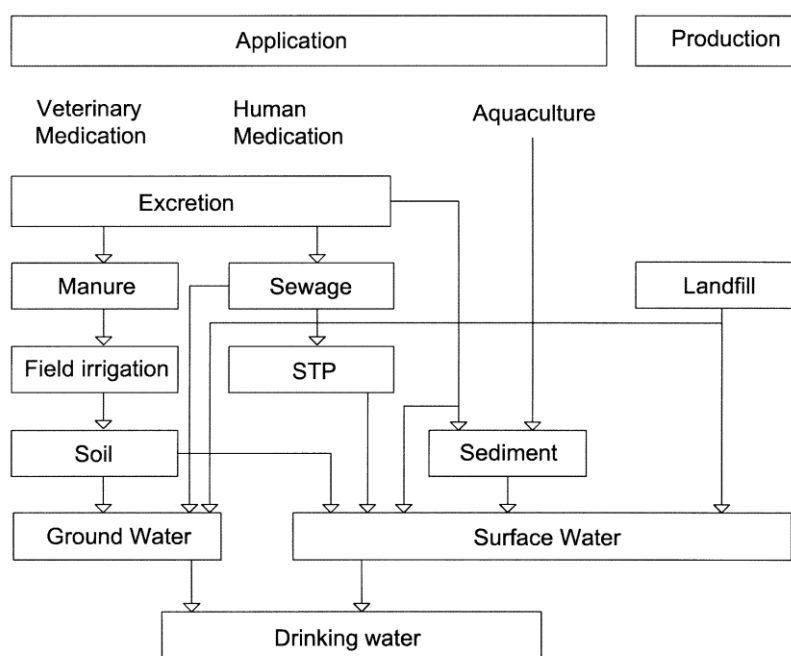 Application
Production
Veterinary
Medication
Human
Medication
Aquaculture
Excretion
Manure
Sewage
Landfill
Field irrigation
STP
Soil
Sediment
Ground Water
Surface Water
Drinking water